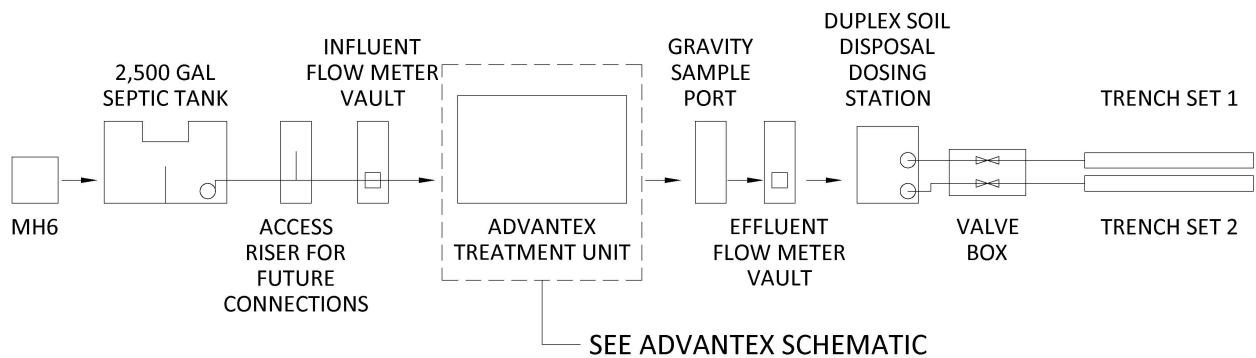 MH6
2,500 GAL
SEPTIC TANK
ACCESS
RISER FOR
FUTURE
CONNECTIONS
INFLUENT
FLOW METER
VAULT
ADVANTEX
TREATMENT UNIT
SEE ADVANTEX SCHEMATIC
GRAVITY
SAMPLE
PORT
EFFLUENT
FLOW METER
VAULT
DUPLEX SOIL
DISPOSAL
DOSING
STATION
VALVE
BOX
TRENCH SET 1
TRENCH SET 2